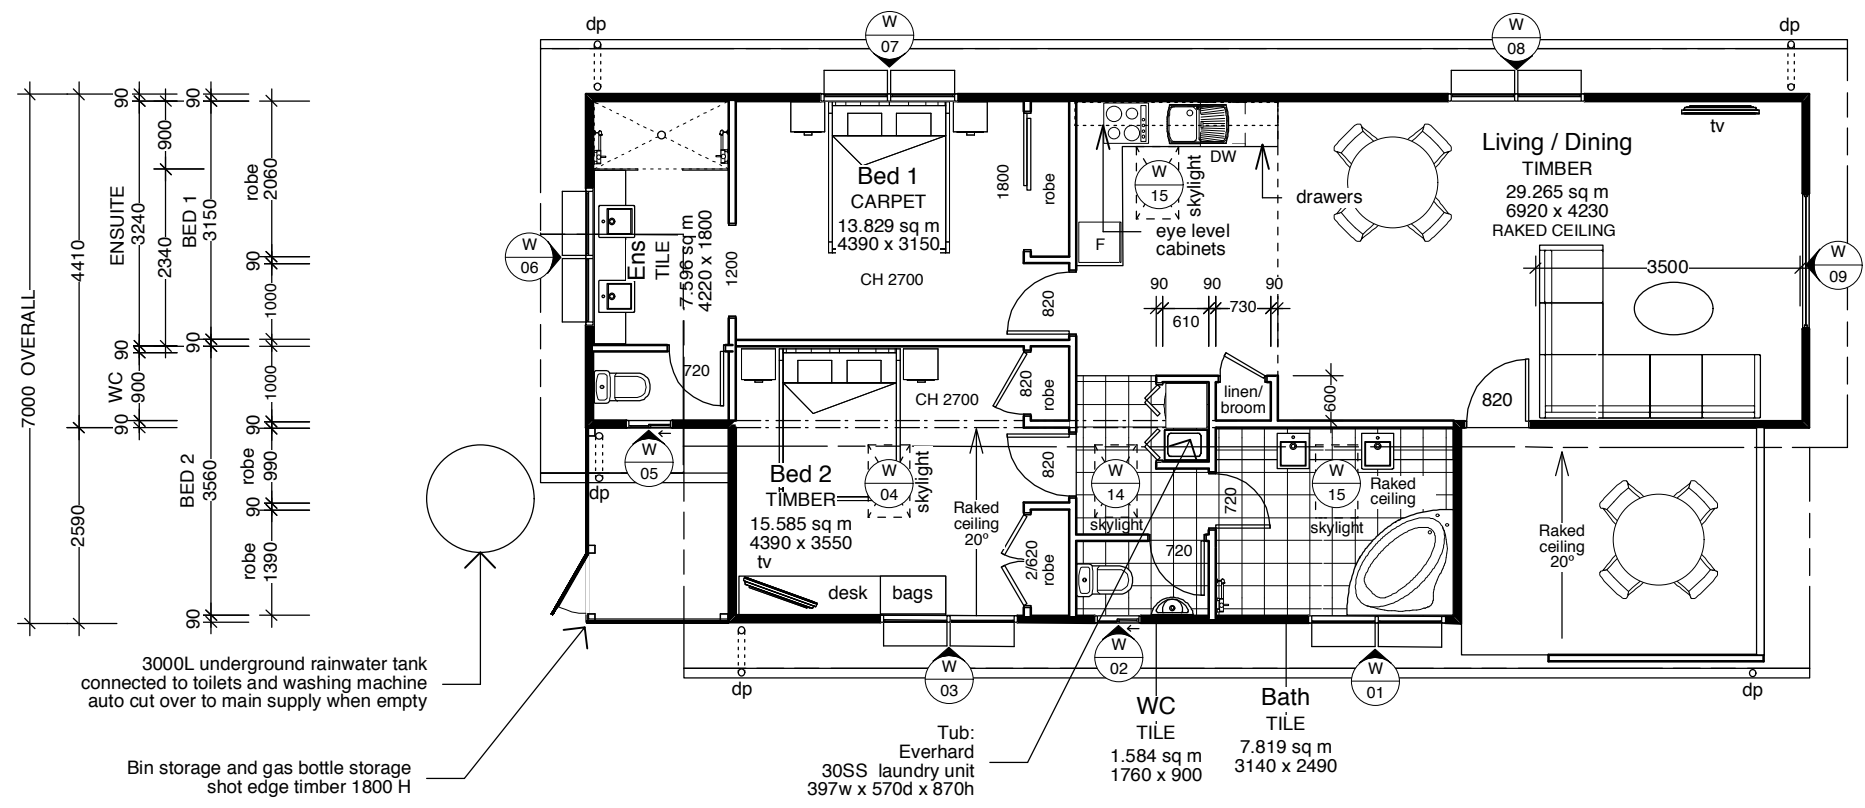 dp
W
07
W
08
dp
7000 OVERALL
4410
2590
90
ENSUITE
3240
90
WC
900
90
900
2340
90
BED 1
3150
90
BED 2
3560
90
robe
2060
90
1000
1000
90
robe
990
90
robe
1390
W
06
Ens
TILE
7.596 sq m
4220 x 1800
1200
Bed 1
CARPET
13.829 sq m
4390 x 3150
CH 2700
1800
robe
820
DW
W
15
skylight
F
eye level
cabinets
drawers
90
90
90
610
730
tv
Living / Dining
TIMBER
29.265 sq m
6920 x 4230
RAKED CEILING
3500
W
09
720
CH 2700
820
robe
linen/
broom
600
820
W
05
dp
Bed 2
TIMBER
15.585 sq m
4390 x 3550
tv
W
04
skylight
Raked
ceiling
20º
820
2/620
robe
desk
bags
W
14
skylight
720
720
W
15
skylight
Raked
ceiling
Raked
ceiling
20º
dp
W
03
W
02
W
01
dp
3000L underground rainwater tank
connected to toilets and washing machine
auto cut over to main supply when empty
Bin storage and gas bottle storage
shot edge timber 1800 H
Tub:
Everhard
30SS laundry unit
397w x 570d x 870h
WC
TILE
1.584 sq m
1760 x 900
Bath
TILE
7.819 sq m
3140 x 2490